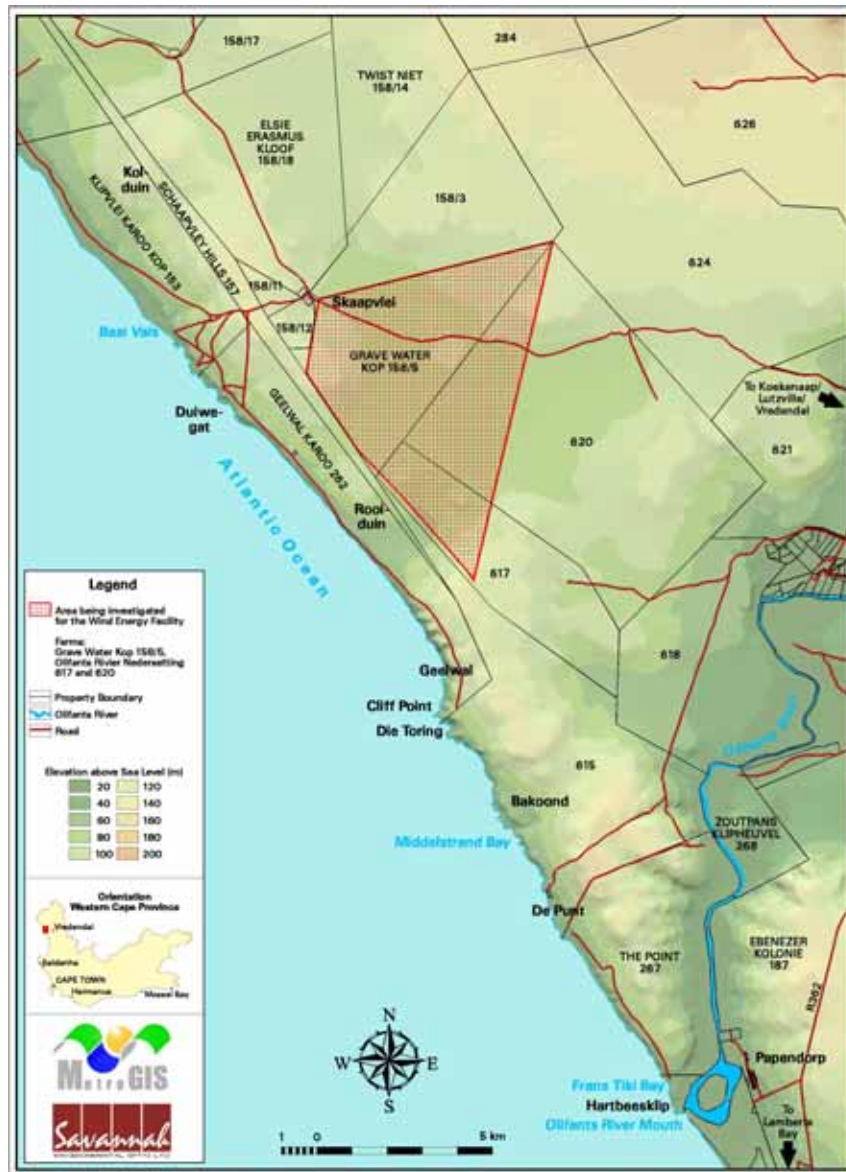 158/17
284
TWIST NIET
158/14
626
ELSIE
ERASMUS
KLOOF
158/18
Kol-
duin
KLIPVLEI KAROO KOP 153
SCHAAPVLEY HILLS 157
158/3
624
158/11
Skaapvlei
158/12
Baai Vals
GRAVE WATER
KOP 158/5
To Koekenaap/
Lutzville/
Vredendal
Duiwe-
gat
GEELWAL KAROO 262
620
621
Atlantic Ocean
Rooi-
duin
617
Legend
Area being investigated
for the Wind Energy Facility
Farms:
Grave Water Kop 158/5,
Olifants Rivier Nedersetting
617 and 620
Property Boundary
Olifants River
Road
618
Geelwal
Cliff Point
Die Toring
Olifants River
615
Elevation above Sea Level (m)
20 120
40 140
60 160
80 180
100 200
Bakoond
ZOUTPANS
KLIPHEUVEL
268
Middelstrend Bay
Orientation
Western Cape Province
Vredendal
Saldanha
CAPE TOWN
Hermanus
Mossel Bay
De Punt
THE POINT
267
EBENEZER
KOLONIE
187
R362
N
W E
S
MetroGIS
Papendorp
Frans Tiki Bay
Hartbeesklip
Olifants River Mouth
To
Lamberts
Bay
Savannah
ENVIRONMENTAL (PTY) LTD
1 0 5 km